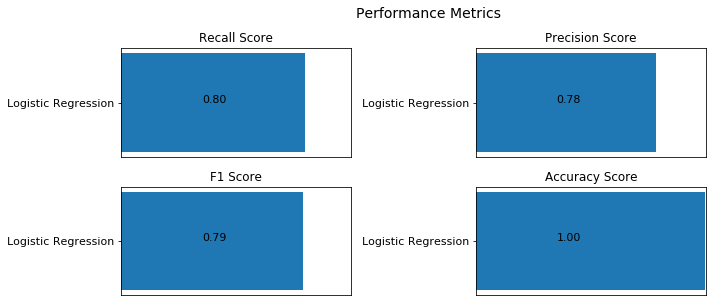 Performance Metrics
Recall Score
Logistic Regression
0.80
Precision Score
Logistic Regression
0.78
F1 Score
Logistic Regression
0.79
Accuracy Score
Logistic Regression
1.00